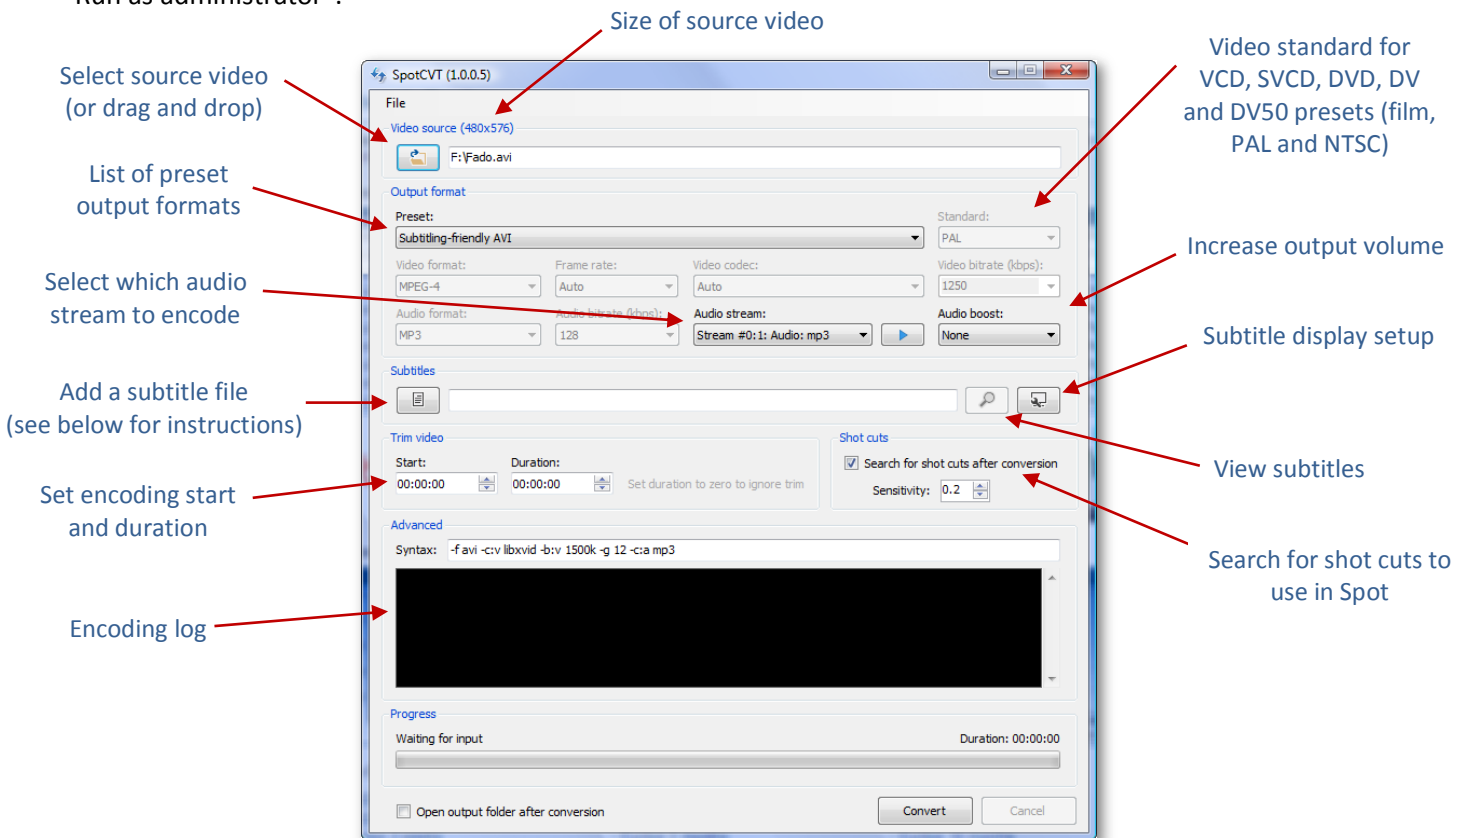 "Run as administrator".
Size of source video
Select source video
(or drag and drop)
List of preset
output formats
Select which audio
stream to encode
Add a subtitle file
(see below for instructions)
Set encoding start
and duration
Encoding log
SpotCVT (1.0.0.5)
File
Video source (480x576)
F:\Fado.avi
Output format
Preset:
Standard:
Subtitling-friendly AVI
PAL
Video format:
Frame rate:
Video codec:
Video bitrate (kbps):
MPEG-4
Auto
Auto
1250
Audio format:
Audio bitrate (kbps):
Audio stream:
Audio boost:
MP3
128
Stream #0:1: Audio: mp3
None
Subtitles
Trim video
Start:
Duration:
00:00:00
00:00:00
Set duration to zero to ignore trim
Shot cuts
Search for shot cuts after conversion
Sensitivity:
0.2
Advanced
Syntax:
-f avi -c:v libxvid -b:v 1500k -g 12 -c:a mp3
Progress
Waiting for input
Duration: 00:00:00
Open output folder after conversion
Convert
Cancel
Video standard for
VCD, SVCD, DVD, DV
and DV50 presets (film,
PAL and NTSC)
Increase output volume
Subtitle display setup
View subtitles
Search for shot cuts to
use in Spot